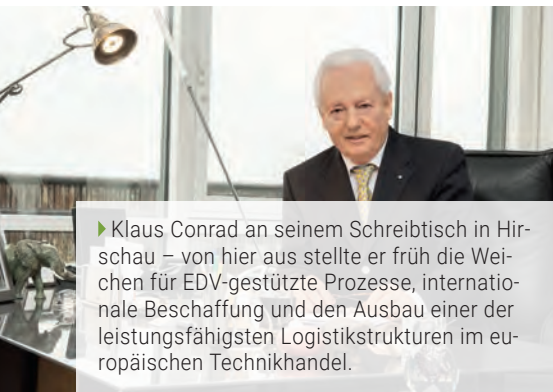 Klaus Conrad an seinem Schreibtisch in Hir-
schau – von hier aus stellte er früh die Wei-
chen für EDV-gestützte Prozesse, internatio-
nale Beschaffung und den Ausbau einer der
leistungsfähigsten Logistikstrukturen im eu-
ropäischen Technikhandel.